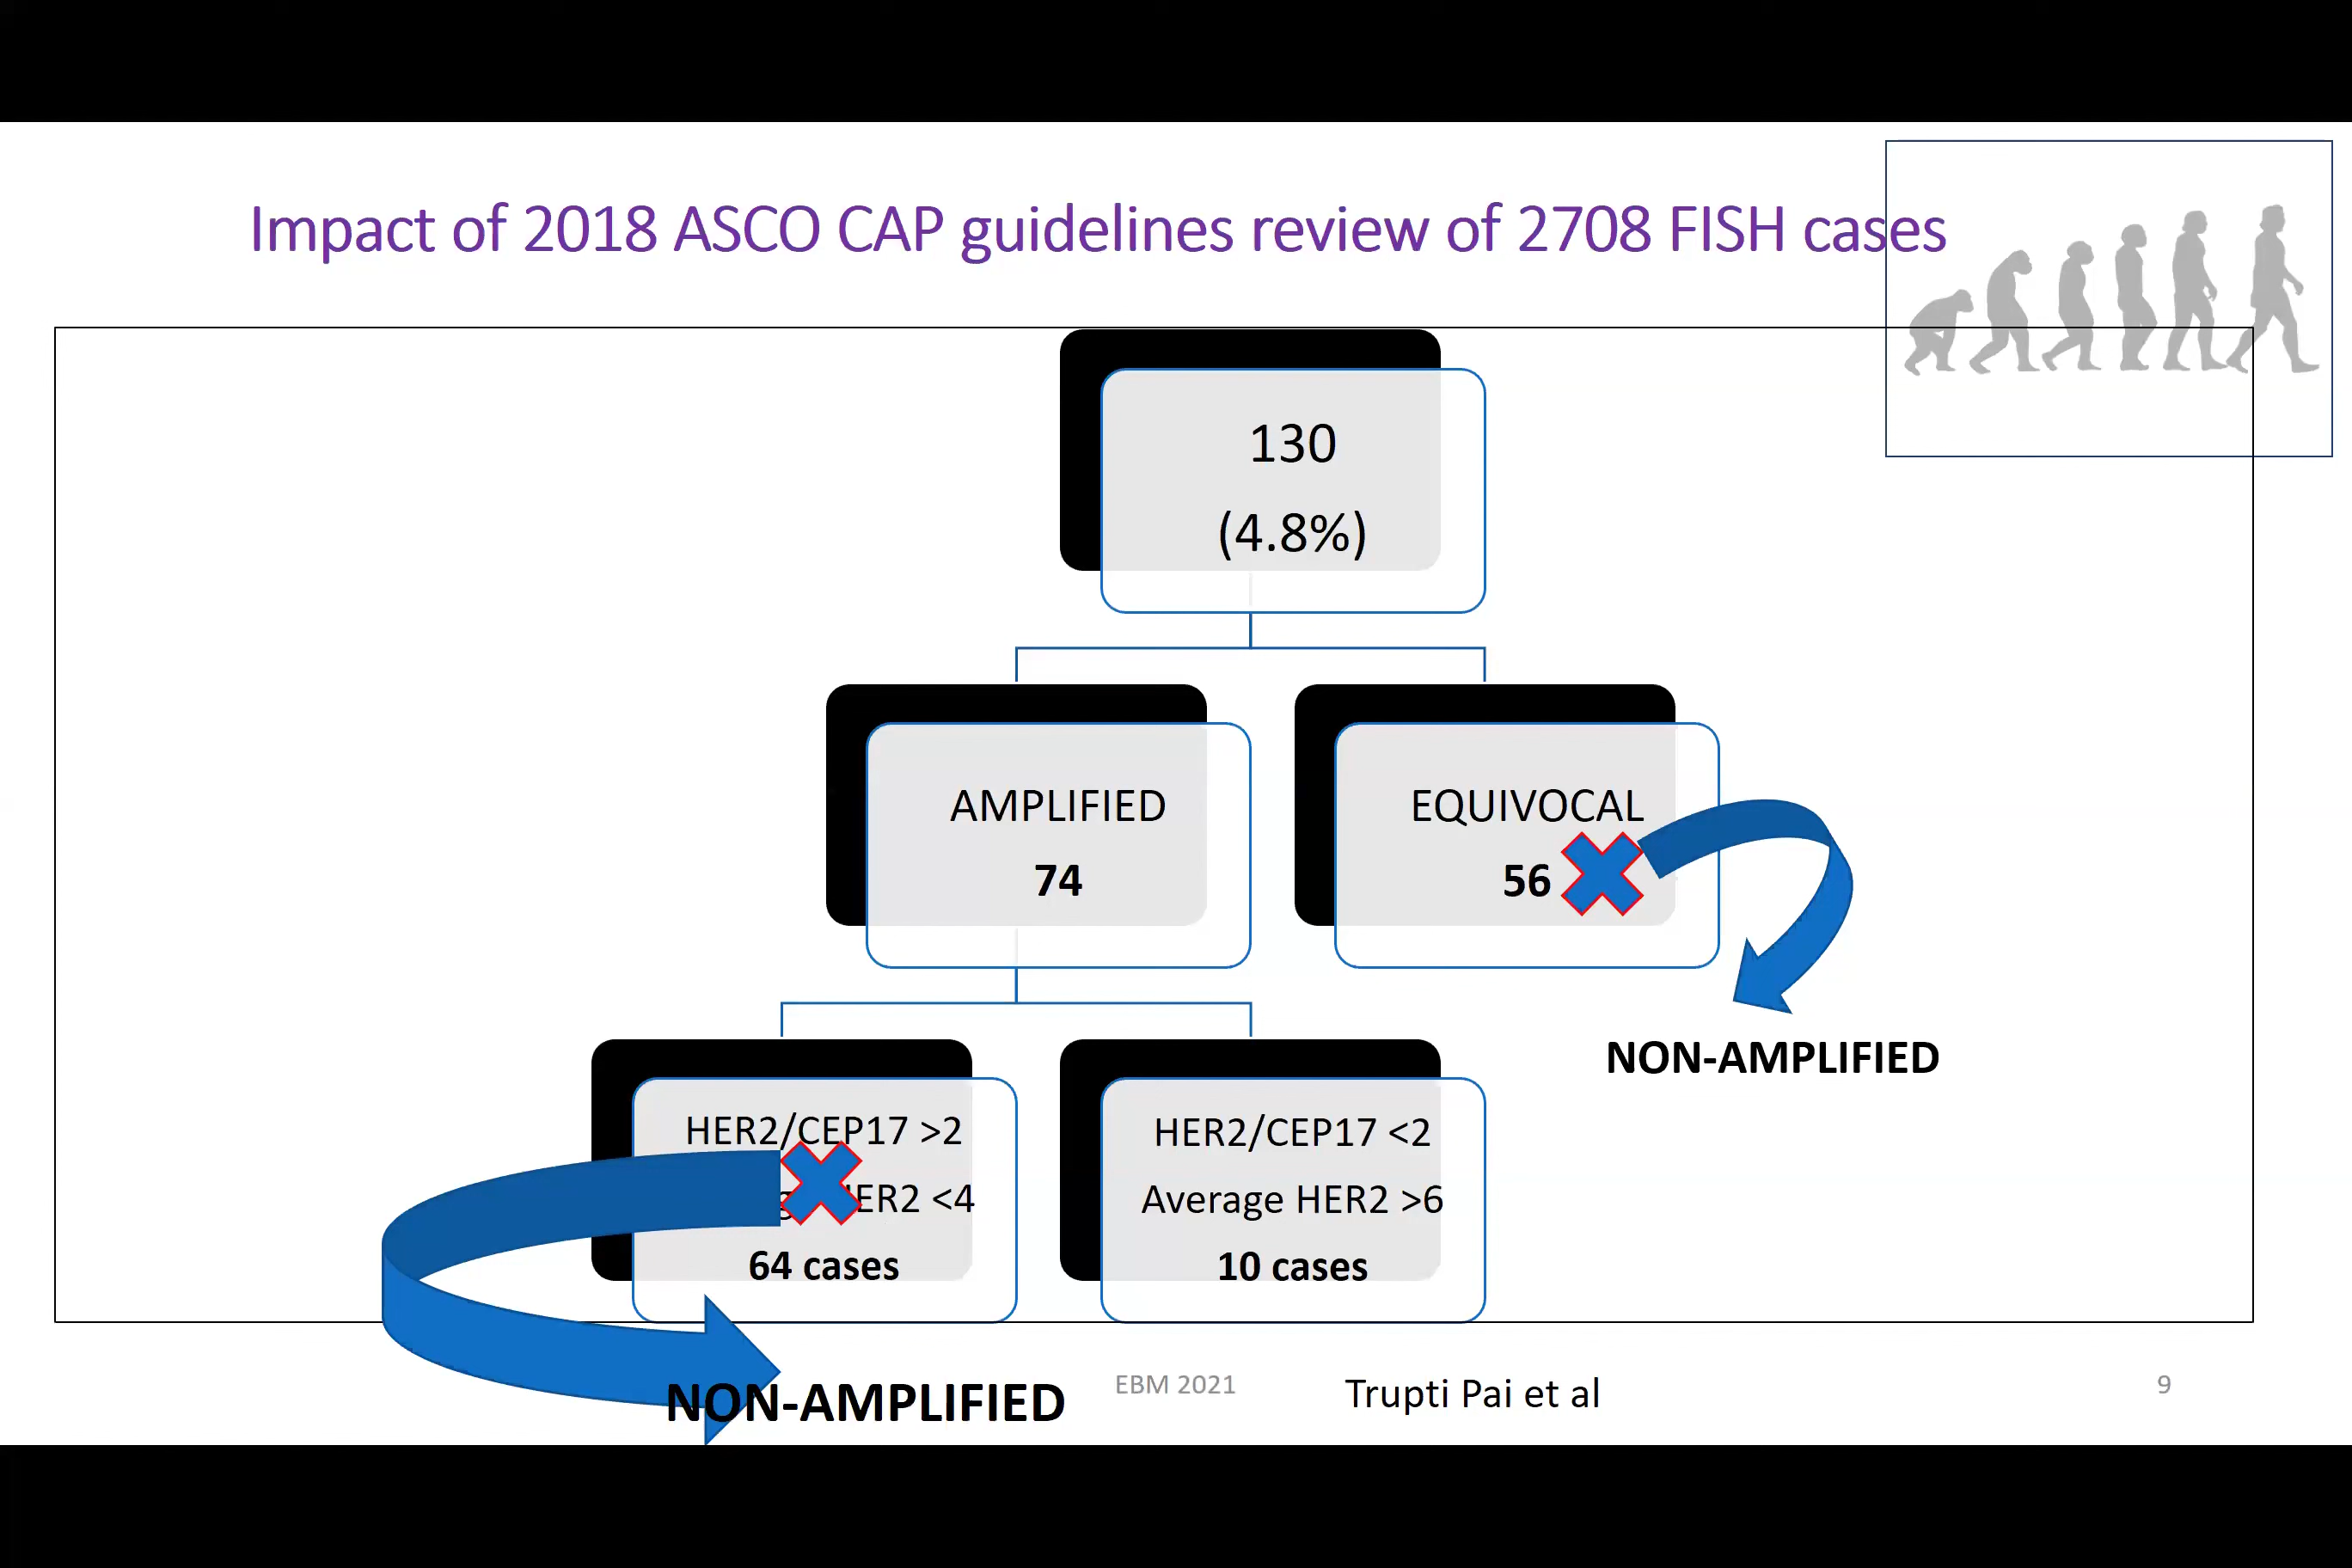 Impact of 2018 ASCO CAP guidelines review of 2708 FISH cases
130
(4.8%)
AMPLIFIED
74
EQUIVOCAL
56
NON-AMPLIFIED
HER2/CEP17 >2
HER2 <4
64 cases
HER2/CEP17 <2
Average HER2 >6
10 cases
NON-AMPLIFIED
EBM 2021
Trupti Pai et al
9